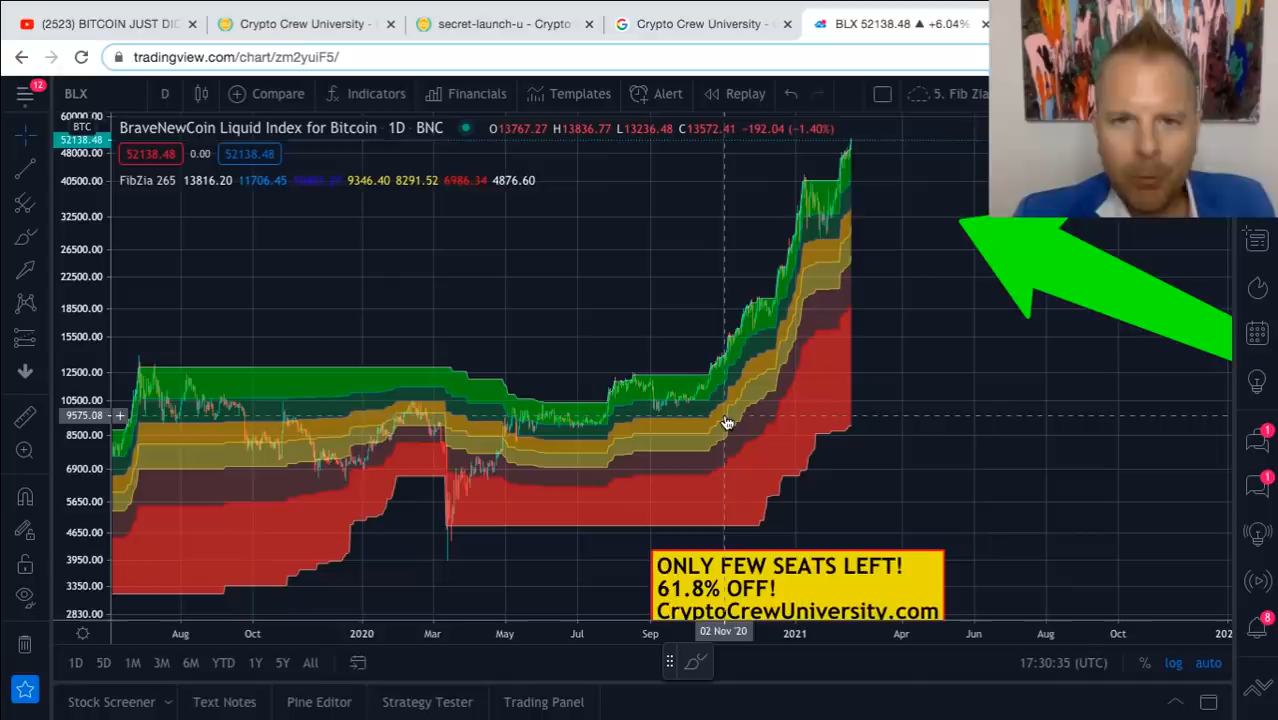 (2523) BITCOIN JUST DI
Crypto Crew University -
secret-launch-u - Crypto
Crypto Crew University -
BLX 52138.48 ▲ +6.04%
tradingview.com/chart/zm2yuiF5/
12
BLX
D
Compare
Indicators
Financials
Templates
Alert
Replay
5. Fib Zia
BraveNewCoin Liquid Index for Bitcoin · 1D · BNC
O13767.27 H13836.77 L13236.48 C13572.41 −192.04 (−1.40%)
52138.48 0.00 52138.48
FibZia 265 13816.20 11706.45 9346.40 8291.52 6986.34 4876.60
60000.00
BTC
52138.48
48000.00
40500.00
32500.00
26500.00
22500.00
18500.00
15500.00
12500.00
10500.00
9575.08
8500.00
6900.00
5650.00
4650.00
3950.00
3350.00
2830.00
ONLY FEW SEATS LEFT!
61.8% OFF!
CryptoCrewUniversity.com
Aug Oct 2020 Mar May Jul Sep 02 Nov '20 2021 Apr Jun Aug Oct 202
1
1
8
1D 5D 1M 3M 6M YTD 1Y 5Y All
17:30:35 (UTC) % log auto
Stock Screener Text Notes Pine Editor Strategy Tester Trading Panel